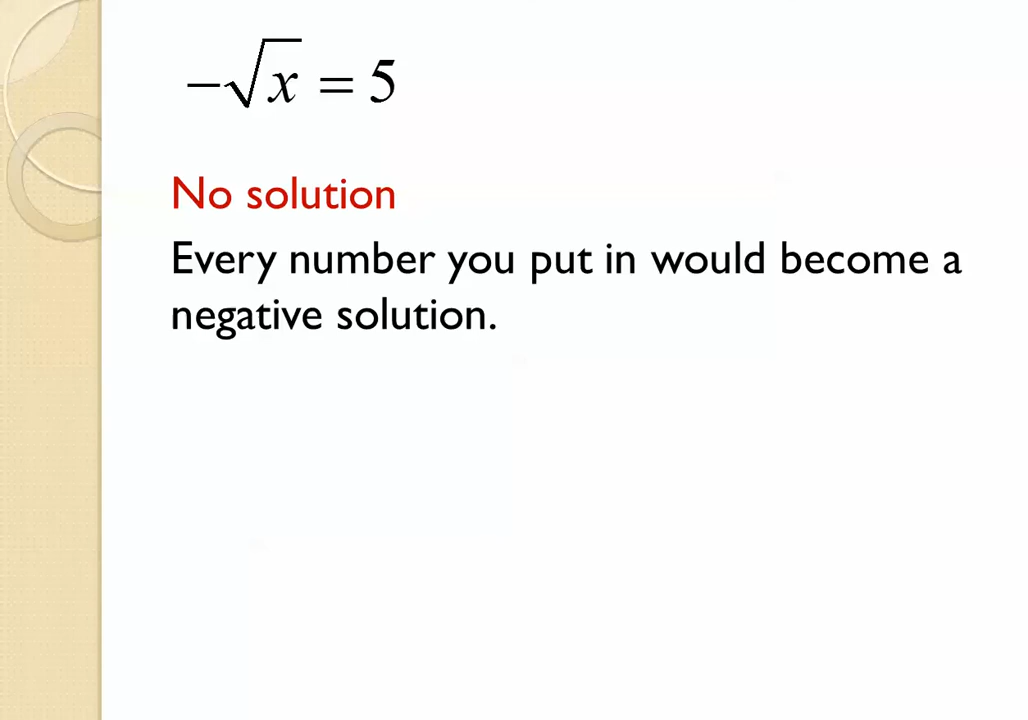 −√x = 5
No solution
Every number you put in would become a
negative solution.